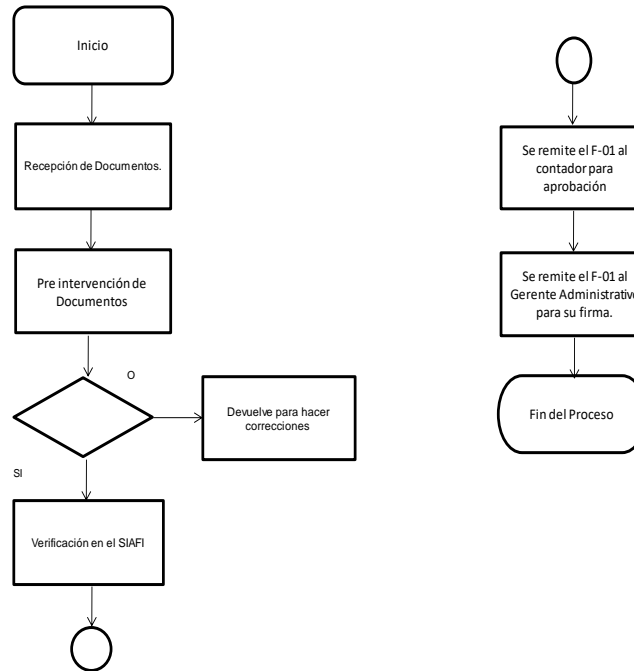 Inicio
Recepción de Documentos.
Pre intervención de
Documentos
O
Devuelve para hacer
correcciones
SI
Verificación en el SIAFI
Se remite el F-01 al
contador para
aprobación
Se remite el F-01 al
Gerente Administrativo
para su firma.
Fin del Proceso